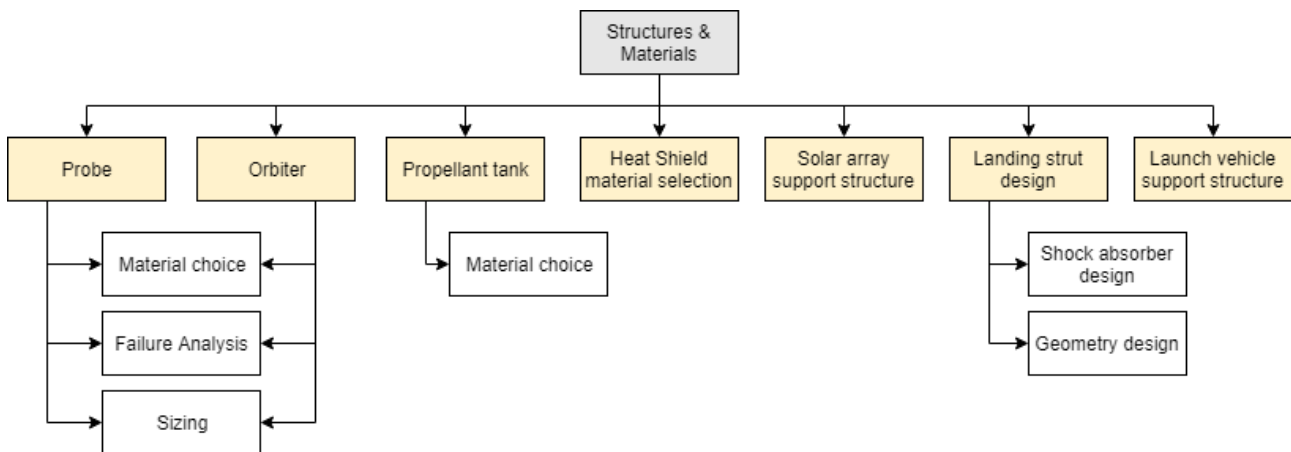 Structures &
Materials
Probe
Orbiter
Propellant tank
Heat Shield
material selection
Solar array
support structure
Landing strut
design
Launch vehicle
support structure
Material choice
Material choice
Shock absorber
design
Failure Analysis
Geometry design
Sizing